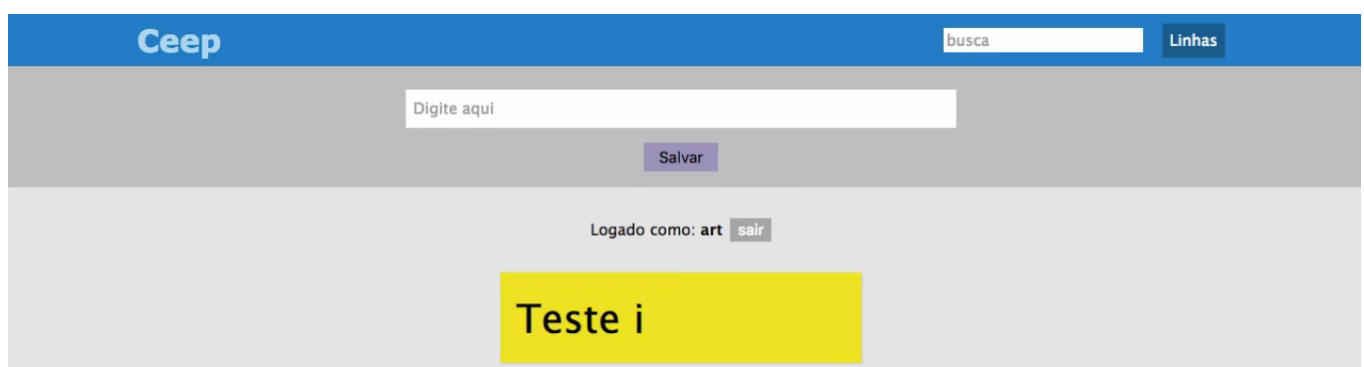 Ceep
busca
Linhas
Digite aqui
Salvar
Logado como: art sair
Teste i